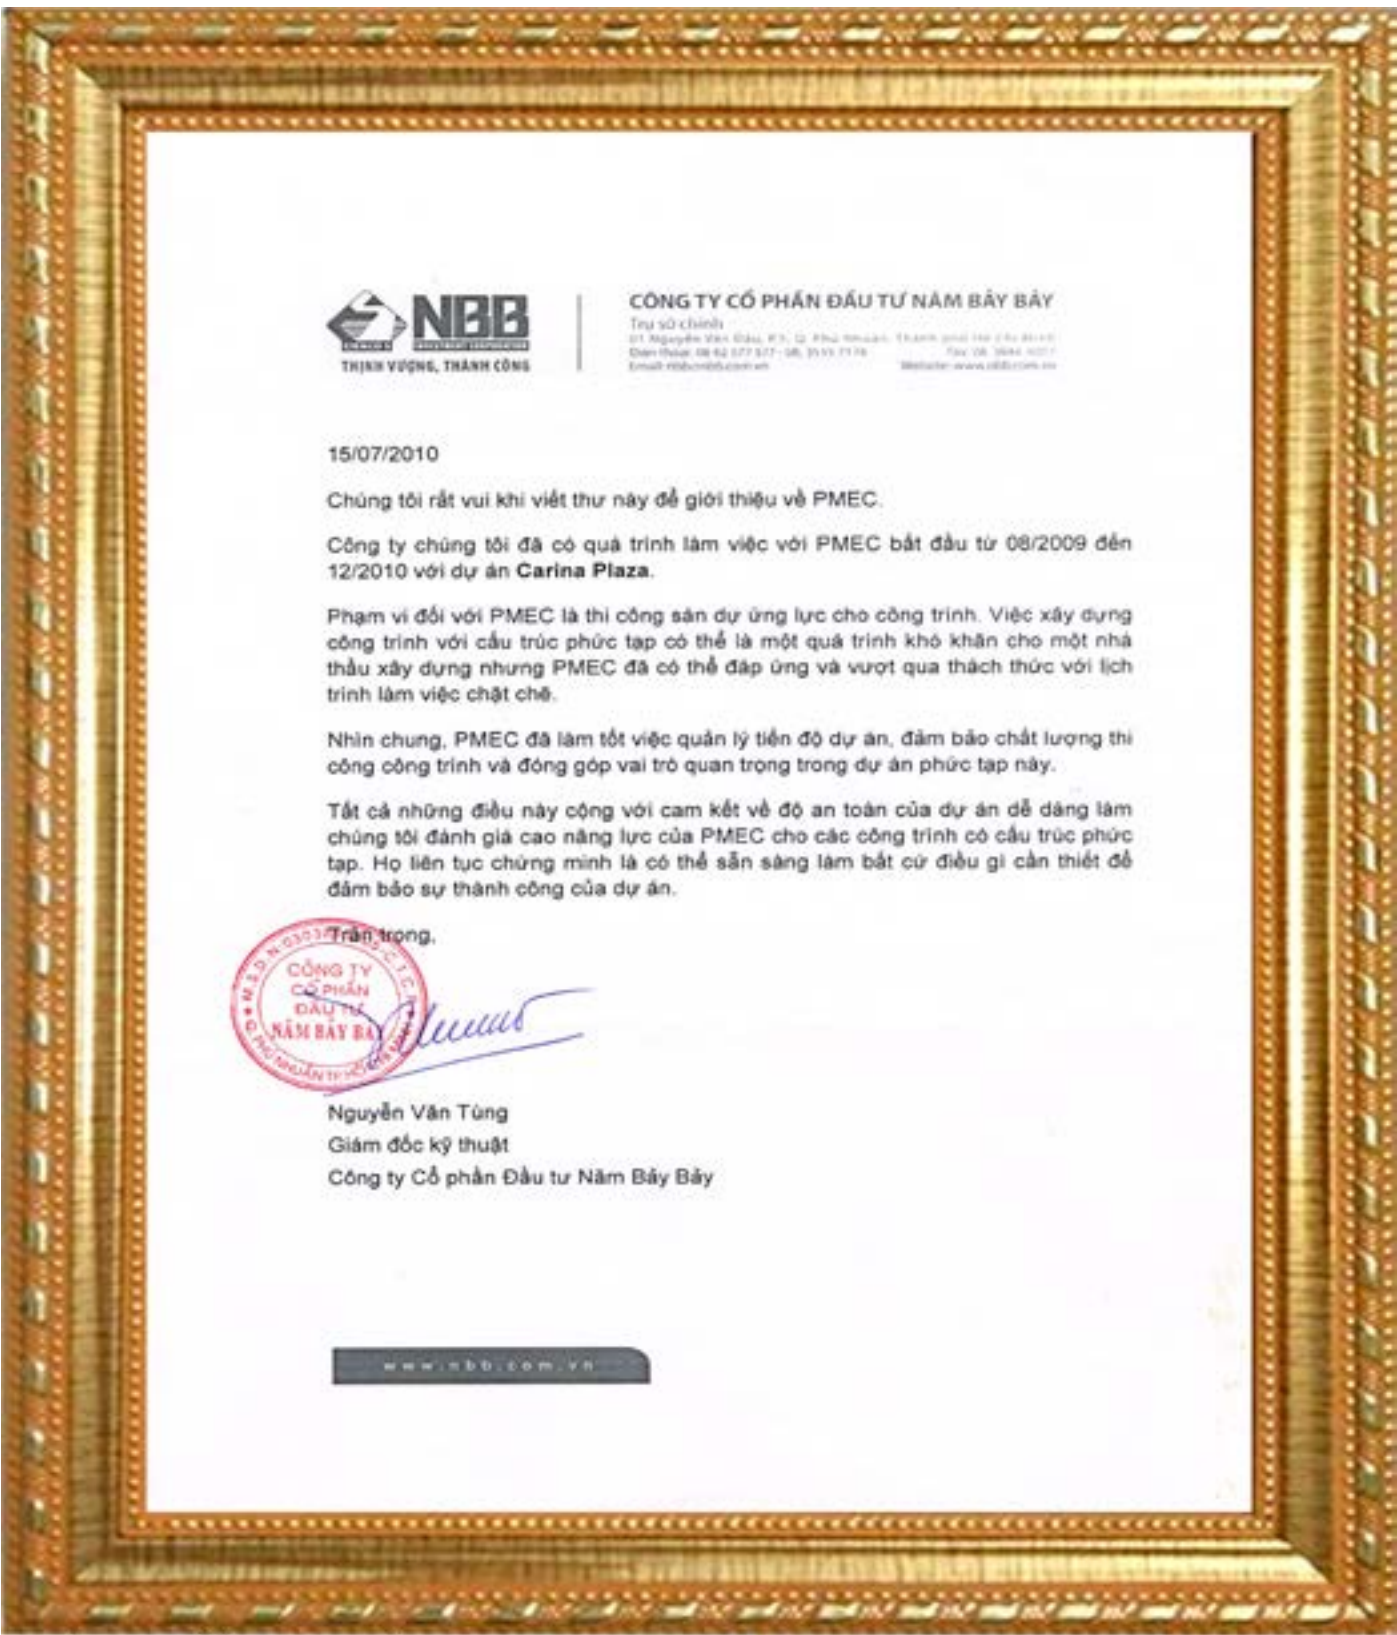 NBB
THỊNH VƯỢNG, THÀNH CÔNG
CÔNG TY CỔ PHẦN ĐẦU TƯ NĂM BẢY BẢY
Trụ sở chính
Website: www.nbb.com.vn
15/07/2010
Chúng tôi rất vui khi viết thư này để giới thiệu về PMEC.
Công ty chúng tôi đã có quá trình làm việc với PMEC bắt đầu từ 08/2009 đến
12/2010 với dự án Carina Plaza.
Phạm vi đối với PMEC là thi công sàn dự ứng lực cho công trình. Việc xây dựng
công trình với cấu trúc phức tạp có thể là một quá trình khó khăn cho một nhà
thầu xây dựng nhưng PMEC đã có thể đáp ứng và vượt qua thách thức với lịch
trình làm việc chặt chẽ.
Nhìn chung, PMEC đã làm tốt việc quản lý tiến độ dự án, đảm bảo chất lượng thi
công công trình và đóng góp vai trò quan trọng trong dự án phức tạp này.
Tất cả những điều này cộng với cam kết về độ an toàn của dự án dễ dàng làm
chúng tôi đánh giá cao năng lực của PMEC cho các công trình có cấu trúc phức
tạp. Họ liên tục chứng minh là có thể sẵn sàng làm bất cứ điều gì cần thiết để
đảm bảo sự thành công của dự án.
Trân trọng,
CÔNG TY
CỔ PHẦN
ĐẦU TƯ
NĂM BẢY BẢ
Nguyễn Văn Tùng
Giám đốc kỹ thuật
Công ty Cổ phần Đầu tư Năm Bảy Bảy
www.nbb.com.vn